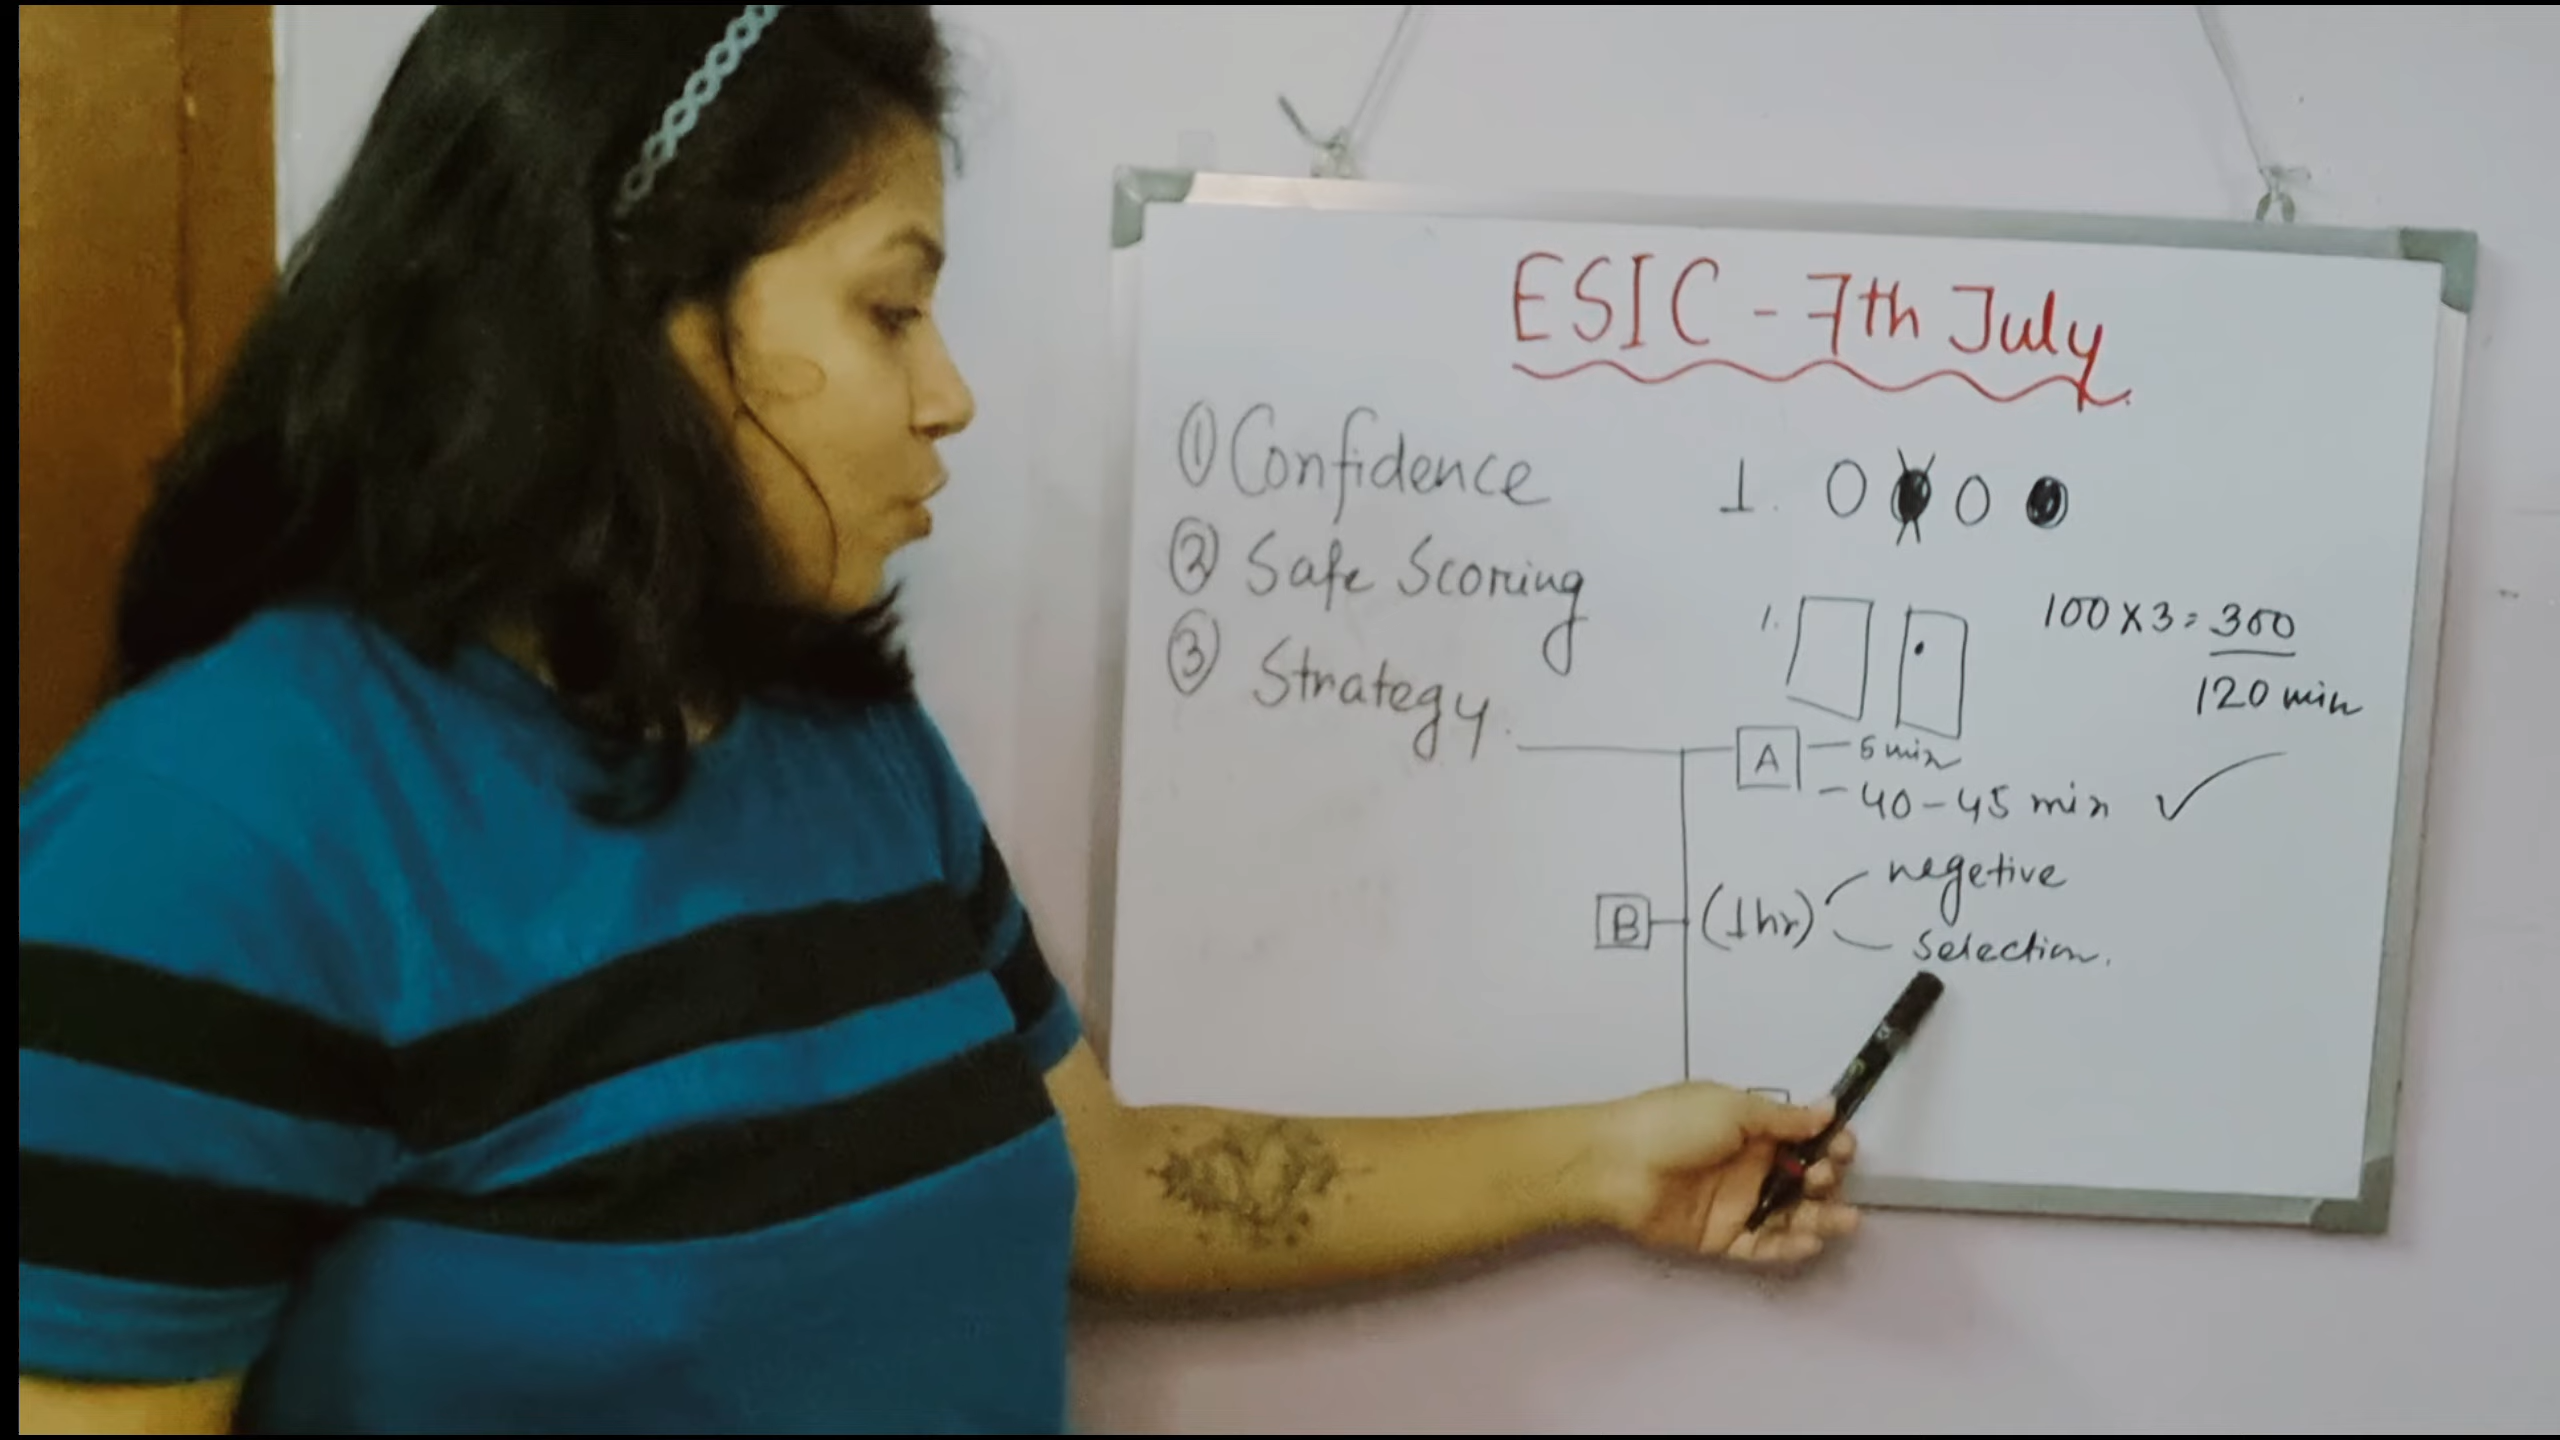 ESIC - 7th July
① Confidence
② Safe Scoring
③ Strategy
1.
1.
100 x 3 = 300
120 min
A - 5 min
- 40 - 45 min ✓
B (1 hr)
negetive
selection.